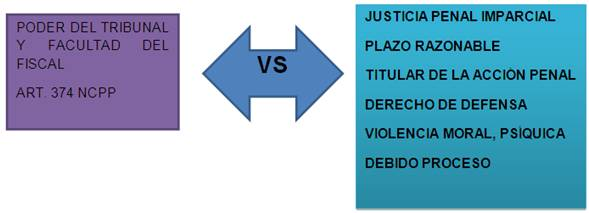 PODER DEL TRIBUNAL
Y FACULTAD DEL
FISCAL
ART. 374 NCPP
VS
JUSTICIA PENAL IMPARCIAL
PLAZO RAZONABLE
TITULAR DE LA ACCIÓN PENAL
DERECHO DE DEFENSA
VIOLENCIA MORAL, PSÍQUICA
DEBIDO PROCESO